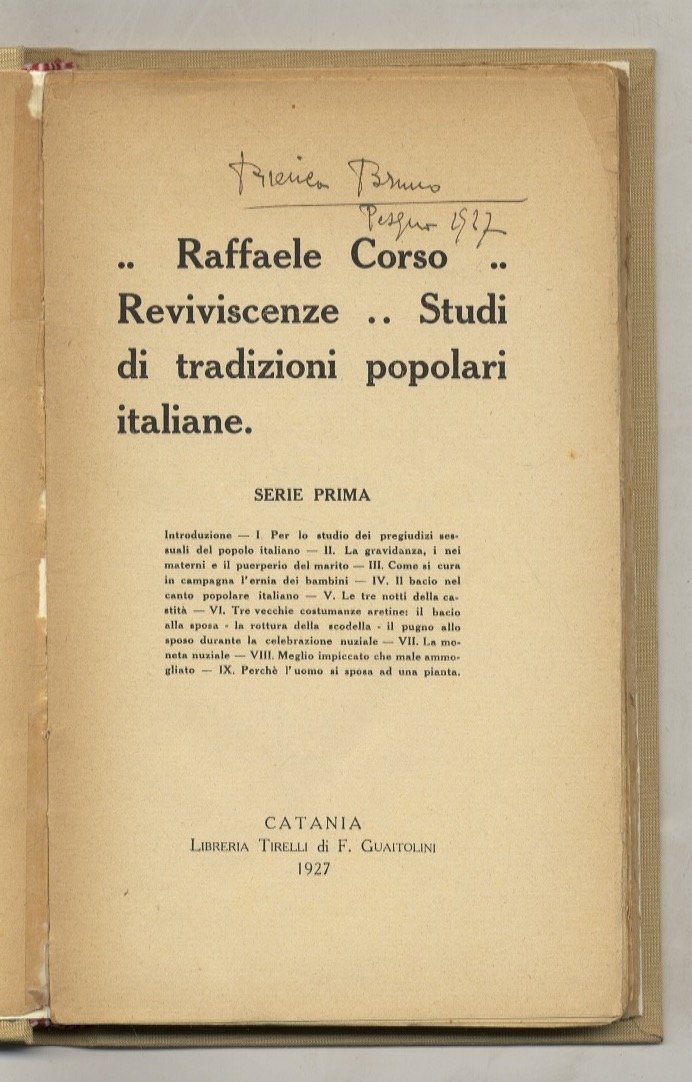 Bruno
1927
.. Raffaele Corso ..
Reviviscenze .. Studi
di tradizioni popolari
italiane.
SERIE PRIMA
Introduzione — I. Per lo studio dei pregiudizi ses-
suali del popolo italiano — II. La gravidanza, i nei
materni e il puerperio del marito — III. Come si cura
in campagna l'ernia dei bambini — IV. Il bacio nel
canto popolare italiano — V. Le tre notti della ca-
stità — VI. Tre vecchie costumanze aretine: il bacio
alla sposa - la rottura della scodella - il pugno allo
sposo durante la celebrazione nuziale — VII. La mo-
neta nuziale — VIII. Meglio impiccato che male ammo-
gliato — IX. Perchè l'uomo si sposa ad una pianta.
CATANIA
LIBRERIA TIRELLI di F. GUAITOLINI
1927